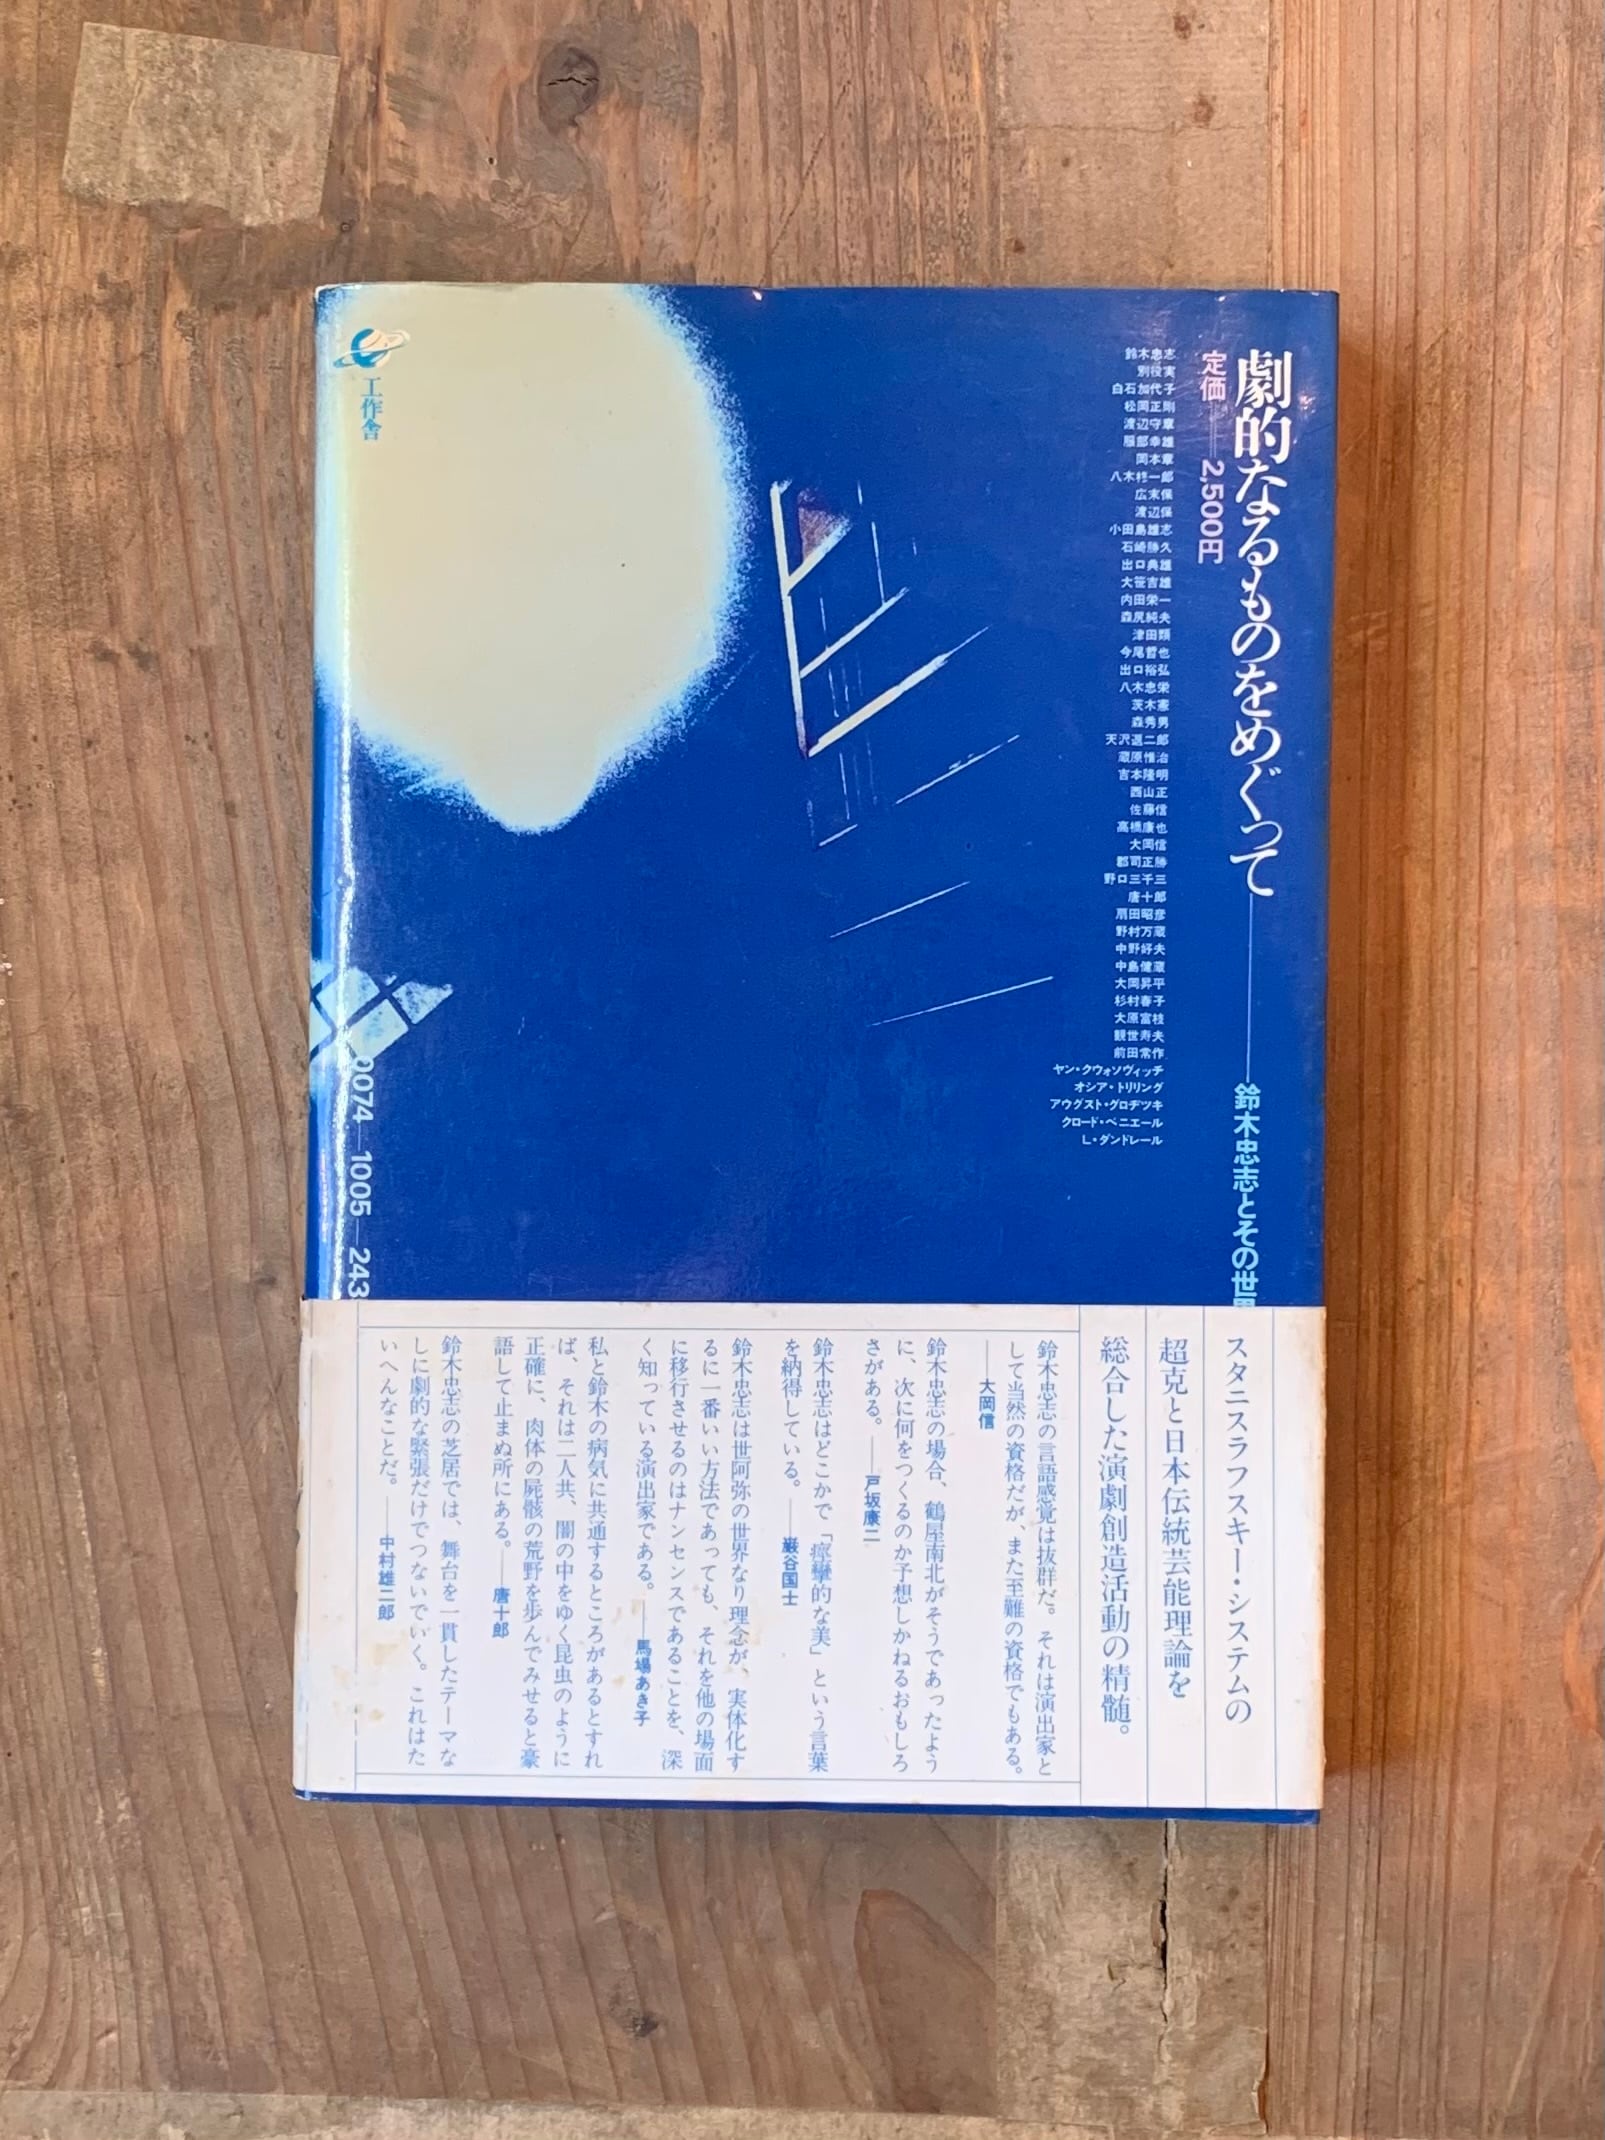 劇的なるものをめぐって――鈴木忠志とその世界
定価＝2,500円
鈴木忠志
別役実
白石加代子
松岡正剛
渡辺守章
服部幸雄
岡本章
八木柊一郎
広末保
渡辺保
小田島雄志
石崎勝久
出口典雄
大笹吉雄
内田栄一
森尻純夫
津田類
今尾哲也
出口裕弘
八木忠栄
茨木憲
森秀男
天沢退二郎
蔵原惟治
吉本隆明
西山正
佐藤信
高橋康也
大岡信
郡司正勝
野口三千三
唐十郎
扇田昭彦
野村万蔵
中野好夫
中島健蔵
大岡昇平
杉村春子
大原富枝
観世寿夫
前田常作
ヤン・クウォソヴィッチ
オシア・トリリング
アウグスト・グロヂツキ
クロード・ベニエール
L・ダンドレール
工作舎
0074―1005―243
スタニスラフスキー・システムの
超克と日本伝統芸能理論を
総合した演劇創造活動の精髄。
鈴木忠志の言語感覚は抜群だ。それは演出家と
して当然の資格だが、また至難の資格でもある。
――大岡信
鈴木忠志の場合、鶴屋南北がそうであったよう
に、次に何をつくるのか予想しかねるおもしろ
さがある。――戸坂康二
鈴木忠志はどこかで「痙攣的な美」という言葉
を納得している。――巖谷国士
鈴木忠志は世阿弥の世界なり理念が、実体化す
るに一番いい方法であっても、それを他の場面
に移行させるのはナンセンスであることを、深
く知っている演出家である。――馬場あき子
私と鈴木の病気に共通するところがあるとすれ
ば、それは二人共、闇の中をゆく昆虫のように
正確に、肉体の屍骸の荒野を歩んでみせると豪
語して止まぬ所にある。――唐十郎
鈴木忠志の芝居では、舞台を一貫したテーマな
しに劇的な緊張だけでつないでいく。これはた
いへんなことだ。――中村雄二郎